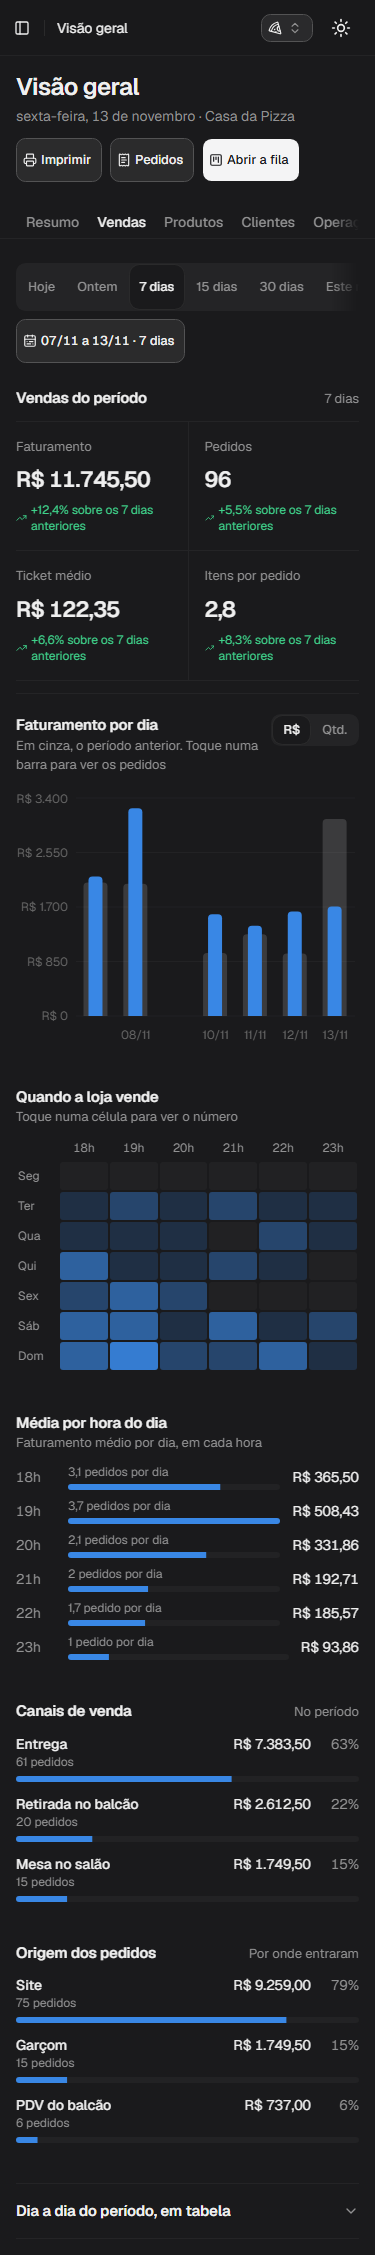 Visão geral
Visão geral
sexta-feira, 13 de novembro · Casa da Pizza
Imprimir
Pedidos
Abrir a fila
Resumo Vendas Produtos Clientes
Hoje Ontem 7 dias 15 dias 30 dias Este
07/11 a 13/11 · 7 dias
Vendas do período
7 dias
Faturamento
R$ 11.745,50
+12,4% sobre os 7 dias
anteriores
Pedidos
96
+5,5% sobre os 7 dias
anteriores
Ticket médio
R$ 122,35
+6,6% sobre os 7 dias
anteriores
Itens por pedido
2,8
+8,3% sobre os 7 dias
anteriores
Faturamento por dia
Em cinza, o período anterior. Toque numa
barra para ver os pedidos
R$ Qtd.
R$ 3.400
R$ 2.550
R$ 1.700
R$ 850
R$ 0
08/11 10/11 11/11 12/11 13/11
Quando a loja vende
Toque numa célula para ver o número
18h 19h 20h 21h 22h 23h
Seg
Ter
Qua
Qui
Sex
Sáb
Dom
Média por hora do dia
Faturamento médio por dia, em cada hora
18h 3,1 pedidos por dia R$ 365,50
19h 3,7 pedidos por dia R$ 508,43
20h 2,1 pedidos por dia R$ 331,86
21h 2 pedidos por dia R$ 192,71
22h 1,7 pedido por dia R$ 185,57
23h 1 pedido por dia R$ 93,86
Canais de venda
No período
Entrega R$ 7.383,50 63%
61 pedidos
Retirada no balcão R$ 2.612,50 22%
20 pedidos
Mesa no salão R$ 1.749,50 15%
15 pedidos
Origem dos pedidos
Por onde entraram
Site R$ 9.259,00 79%
75 pedidos
Garçom R$ 1.749,50 15%
15 pedidos
PDV do balcão R$ 737,00 6%
6 pedidos
Dia a dia do período, em tabela